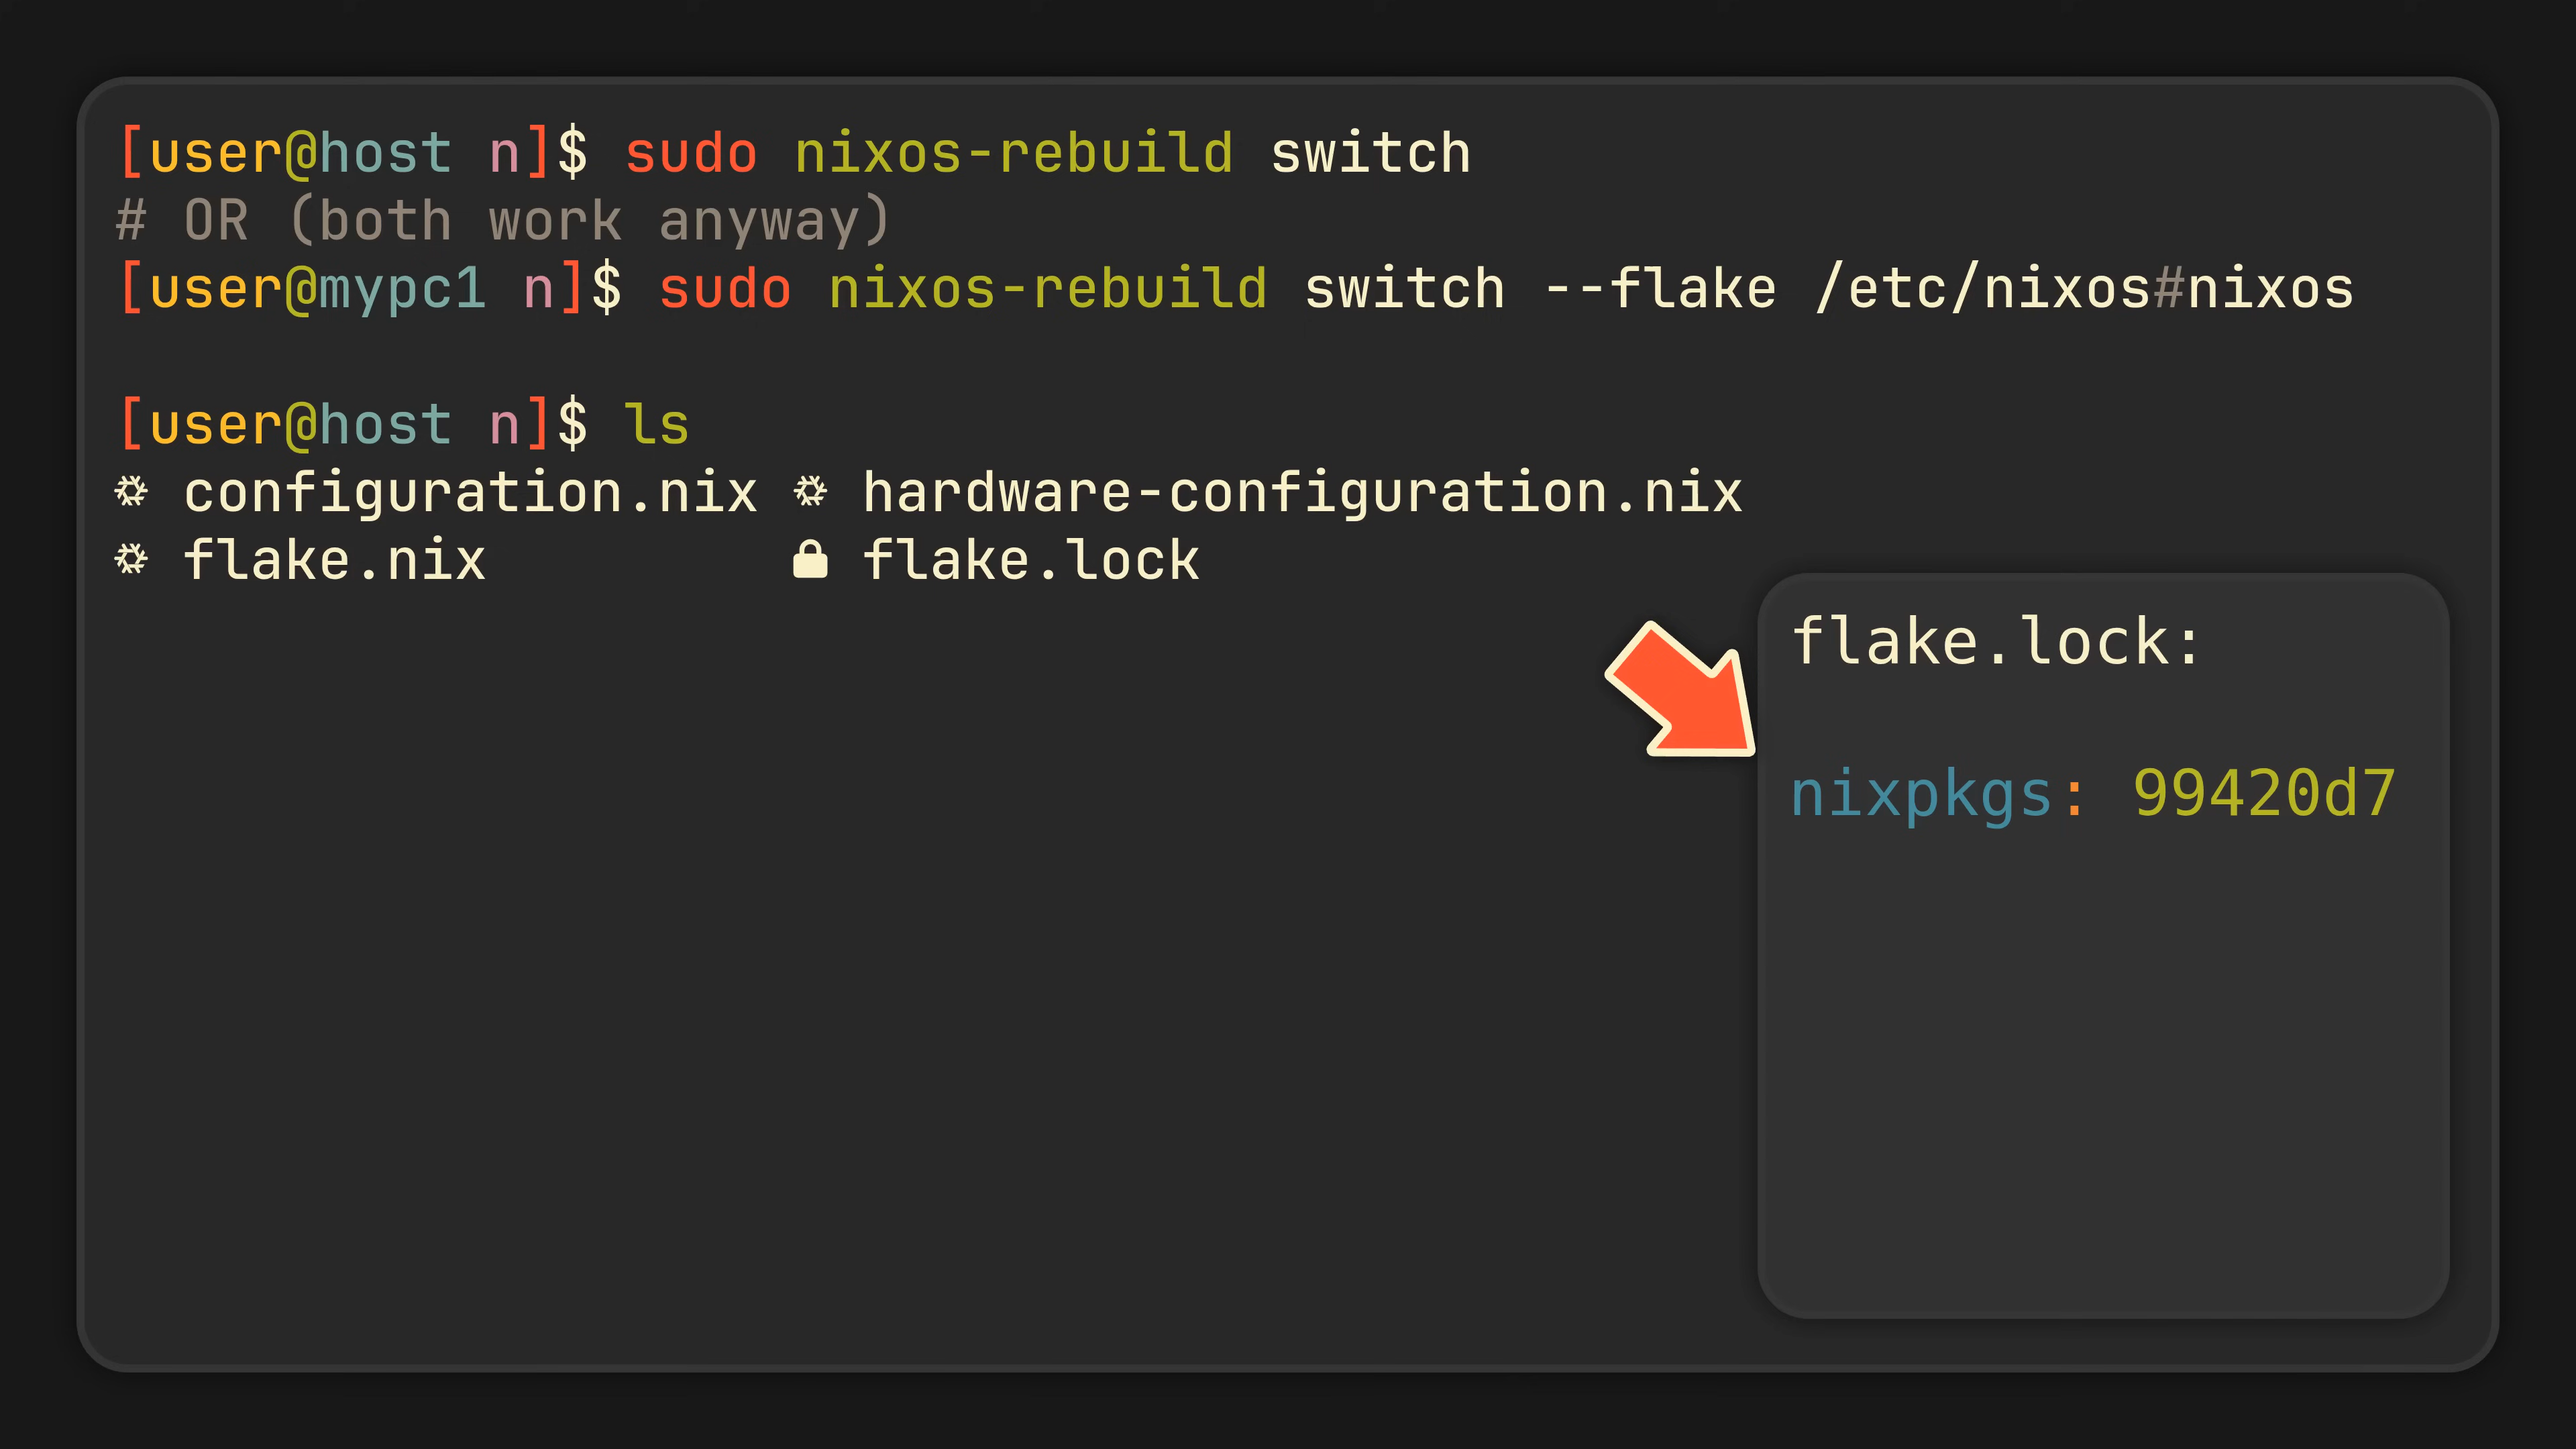 [user@host n]$ sudo nixos-rebuild switch
# OR (both work anyway)
[user@mypc1 n]$ sudo nixos-rebuild switch --flake /etc/nixos#nixos
[user@host n]$ ls
configuration.nix hardware-configuration.nix
flake.nix flake.lock
flake.lock:
nixpkgs: 99420d7